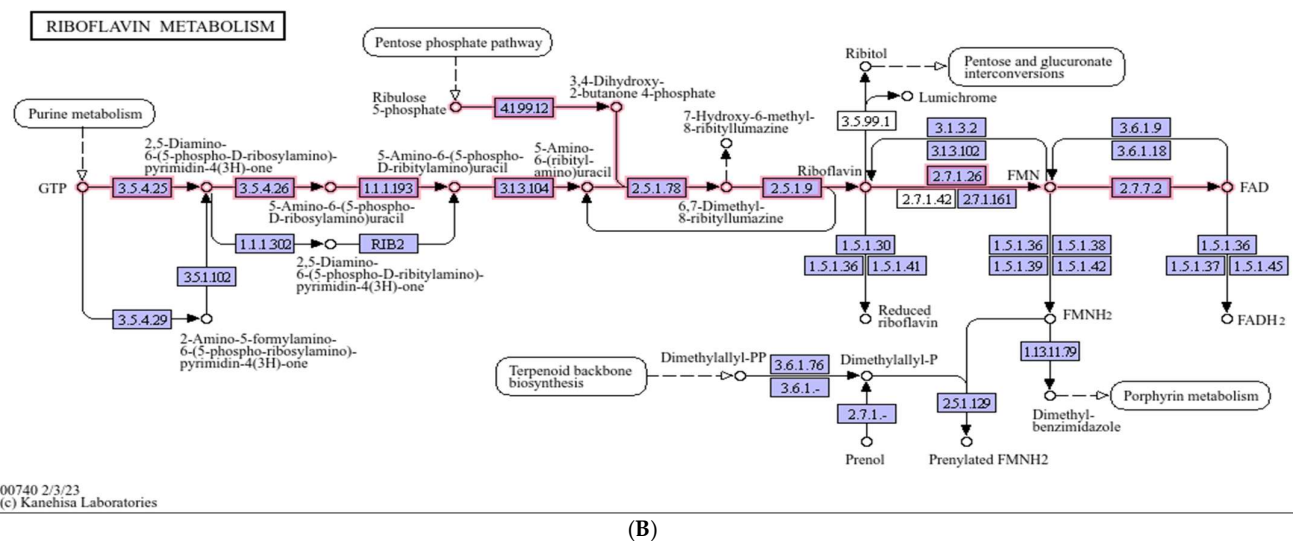 RIBOFLAVIN METABOLISM
Pentose phosphate pathway
Ribitol
Pentose and glucuronate
interconversions
Lumichrome
3,4-Dihydroxy-
2-butanone 4-phosphate
Ribulose
5-phosphate
4.1.99.12
7-Hydroxy-6-methyl-
8-ribityllumazine
3.5.99.1
Purine metabolism
3.1.3.2
3.1.3.102
3.6.1.9
3.6.1.18
2,5-Diamino-
6-(5-phospho-D-ribosylamino)-
pyrimidin-4(3H)-one
5-Amino-6-(5-phospho-
D-ribitylamino)uracil
5-Amino-
6-(ribityl-
amino)uracil
Riboflavin
2.7.1.26
FMN
GTP
3.5.4.25
3.5.4.26
1.1.1.193
3.1.3.104
2.5.1.78
2.5.1.9
2.7.7.2
FAD
2.7.1.42
2.7.1.161
5-Amino-6-(5-phospho-
D-ribosylamino)uracil
6,7-Dimethyl-
8-ribityllumazine
1.1.1.302
RIB2
2,5-Diamino-
6-(5-phospho-D-ribitylamino)-
pyrimidin-4(3H)-one
3.5.1.102
1.5.1.30
1.5.1.36
1.5.1.41
1.5.1.36
1.5.1.38
1.5.1.39
1.5.1.42
1.5.1.36
1.5.1.37
1.5.1.45
3.5.4.29
2-Amino-5-formylamino-
6-(5-phospho-ribosylamino)-
pyrimidin-4(3H)-one
Reduced
riboflavin
FMNH2
FADH2
Terpenoid backbone
biosynthesis
Dimethylallyl-PP
3.6.1.76
3.6.1.-
Dimethylallyl-P
1.13.11.79
2.7.1.-
2.5.1.129
Dimethyl-
benzimidazole
Porphyrin metabolism
Prenol
Prenylated FMNH2
00740 2/3/23
(c) Kanehisa Laboratories
(B)